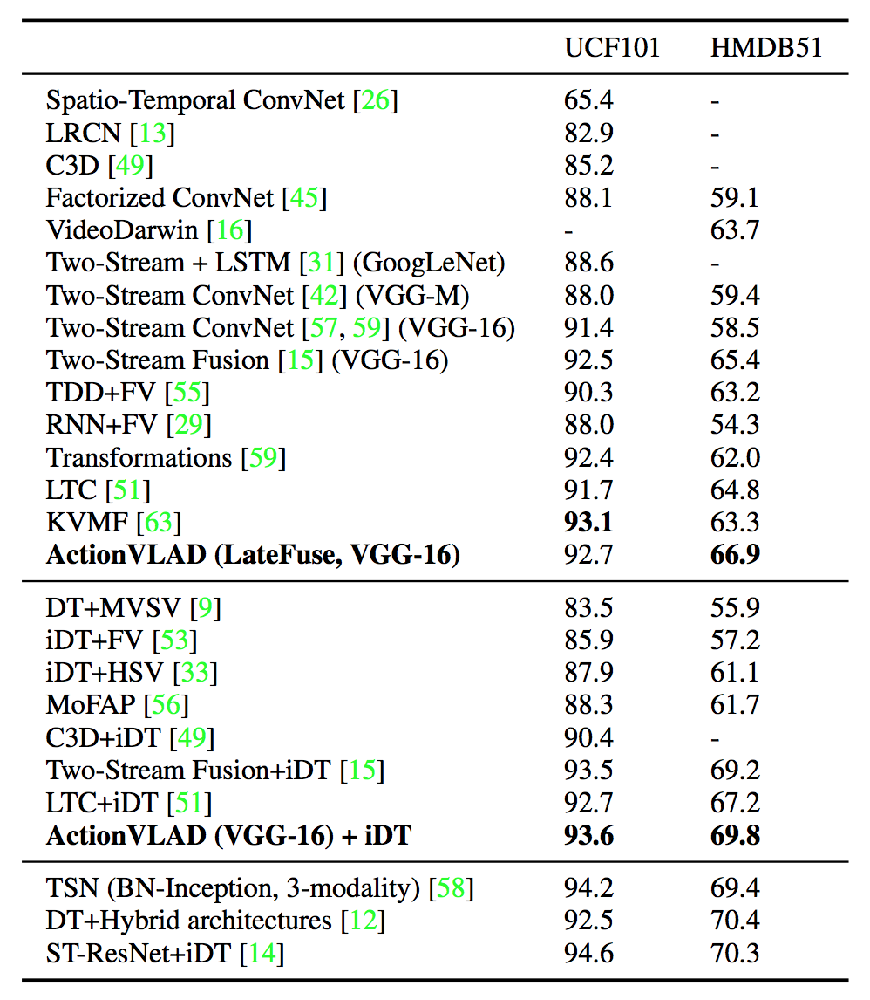 UCF101 HMDB51
Spatio-Temporal ConvNet [26] 65.4 -
LRCN [13] 82.9 -
C3D [49] 85.2 -
Factorized ConvNet [45] 88.1 59.1
VideoDarwin [16] - 63.7
Two-Stream + LSTM [31] (GoogLeNet) 88.6 -
Two-Stream ConvNet [42] (VGG-M) 88.0 59.4
Two-Stream ConvNet [57, 59] (VGG-16) 91.4 58.5
Two-Stream Fusion [15] (VGG-16) 92.5 65.4
TDD+FV [55] 90.3 63.2
RNN+FV [29] 88.0 54.3
Transformations [59] 92.4 62.0
LTC [51] 91.7 64.8
KVMF [63] 93.1 63.3
ActionVLAD (LateFuse, VGG-16) 92.7 66.9
DT+MVSV [9] 83.5 55.9
iDT+FV [53] 85.9 57.2
iDT+HSV [33] 87.9 61.1
MoFAP [56] 88.3 61.7
C3D+iDT [49] 90.4 -
Two-Stream Fusion+iDT [15] 93.5 69.2
LTC+iDT [51] 92.7 67.2
ActionVLAD (VGG-16) + iDT 93.6 69.8
TSN (BN-Inception, 3-modality) [58] 94.2 69.4
DT+Hybrid architectures [12] 92.5 70.4
ST-ResNet+iDT [14] 94.6 70.3